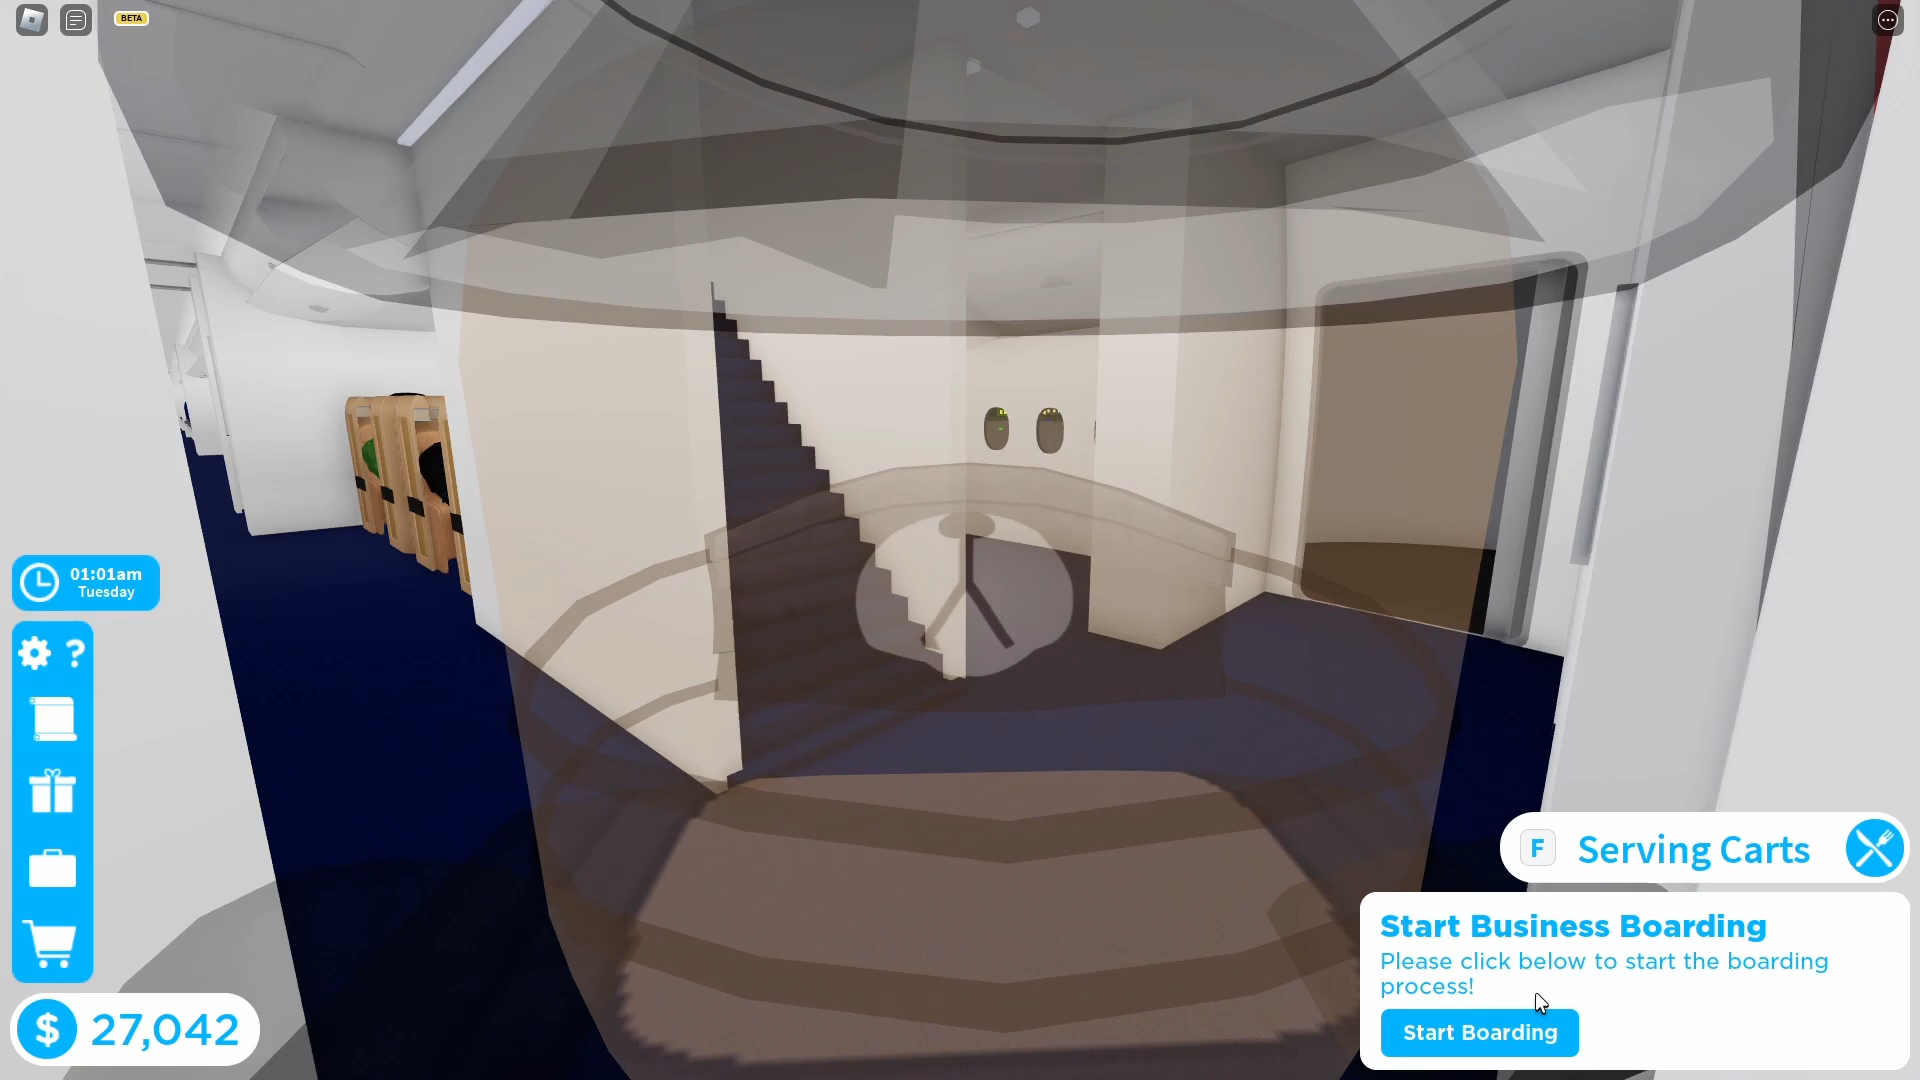 BETA
01:01am
Tuesday
?
$ 27,042
F Serving Carts
Start Business Boarding
Please click below to start the boarding
process!
Start Boarding